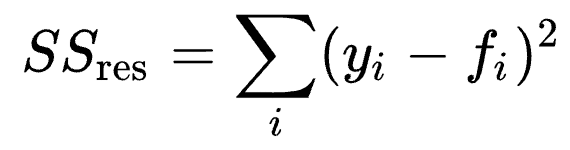 SS_res = ∑_i (y_i − f_i)^2